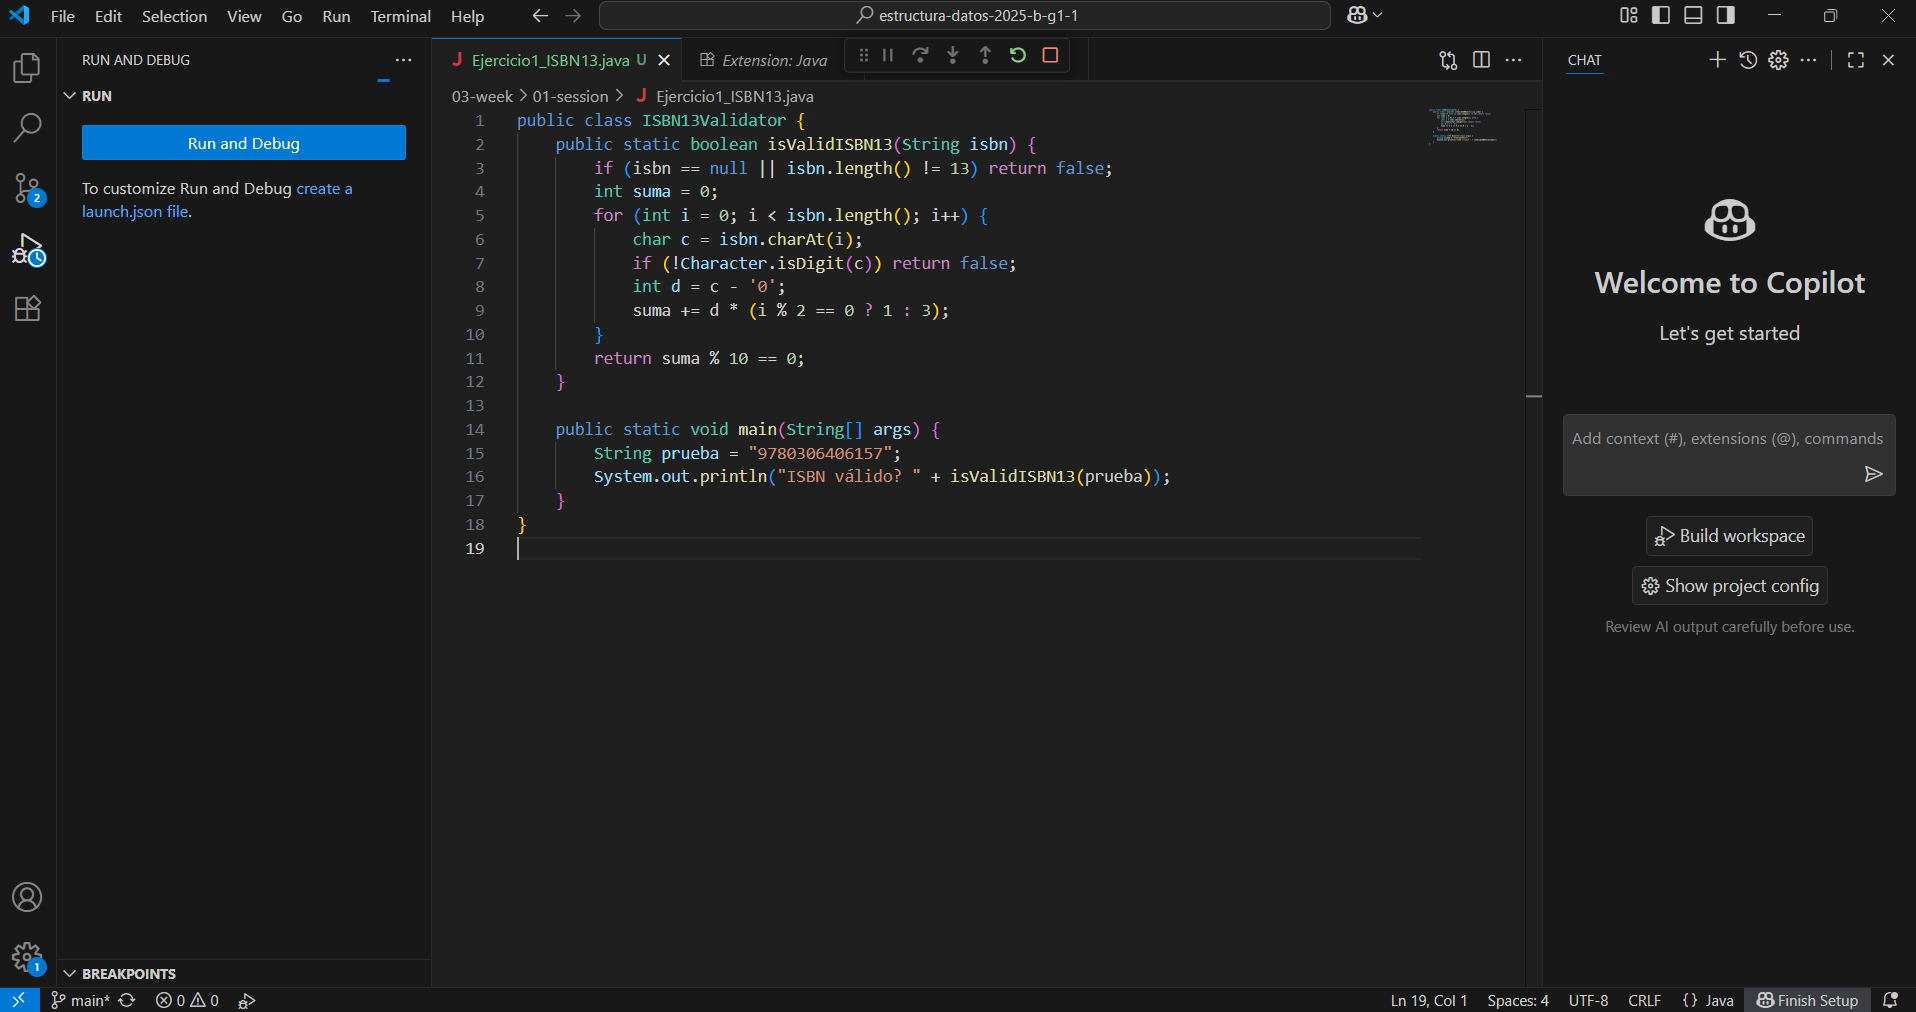 File Edit Selection View Go Run Terminal Help
estructura-datos-2025-b-g1-1
RUN AND DEBUG
RUN
Run and Debug
To customize Run and Debug create a
launch.json file.
BREAKPOINTS
2
1
Ejercicio1_ISBN13.java U
Extension: Java
03-week > 01-session > Ejercicio1_ISBN13.java
1 public class ISBN13Validator {
2 public static boolean isValidISBN13(String isbn) {
3 if (isbn == null || isbn.length() != 13) return false;
4 int suma = 0;
5 for (int i = 0; i < isbn.length(); i++) {
6 char c = isbn.charAt(i);
7 if (!Character.isDigit(c)) return false;
8 int d = c - '0';
9 suma += d * (i % 2 == 0 ? 1 : 3);
10 }
11 return suma % 10 == 0;
12 }
13
14 public static void main(String[] args) {
15 String prueba = "9780306406157";
16 System.out.println("ISBN válido? " + isValidISBN13(prueba));
17 }
18 }
19
CHAT
Welcome to Copilot
Let's get started
Add context (#), extensions (@), commands
Build workspace
Show project config
Review AI output carefully before use.
main* 0 0
Ln 19, Col 1 Spaces: 4 UTF-8 CRLF {} Java Finish Setup